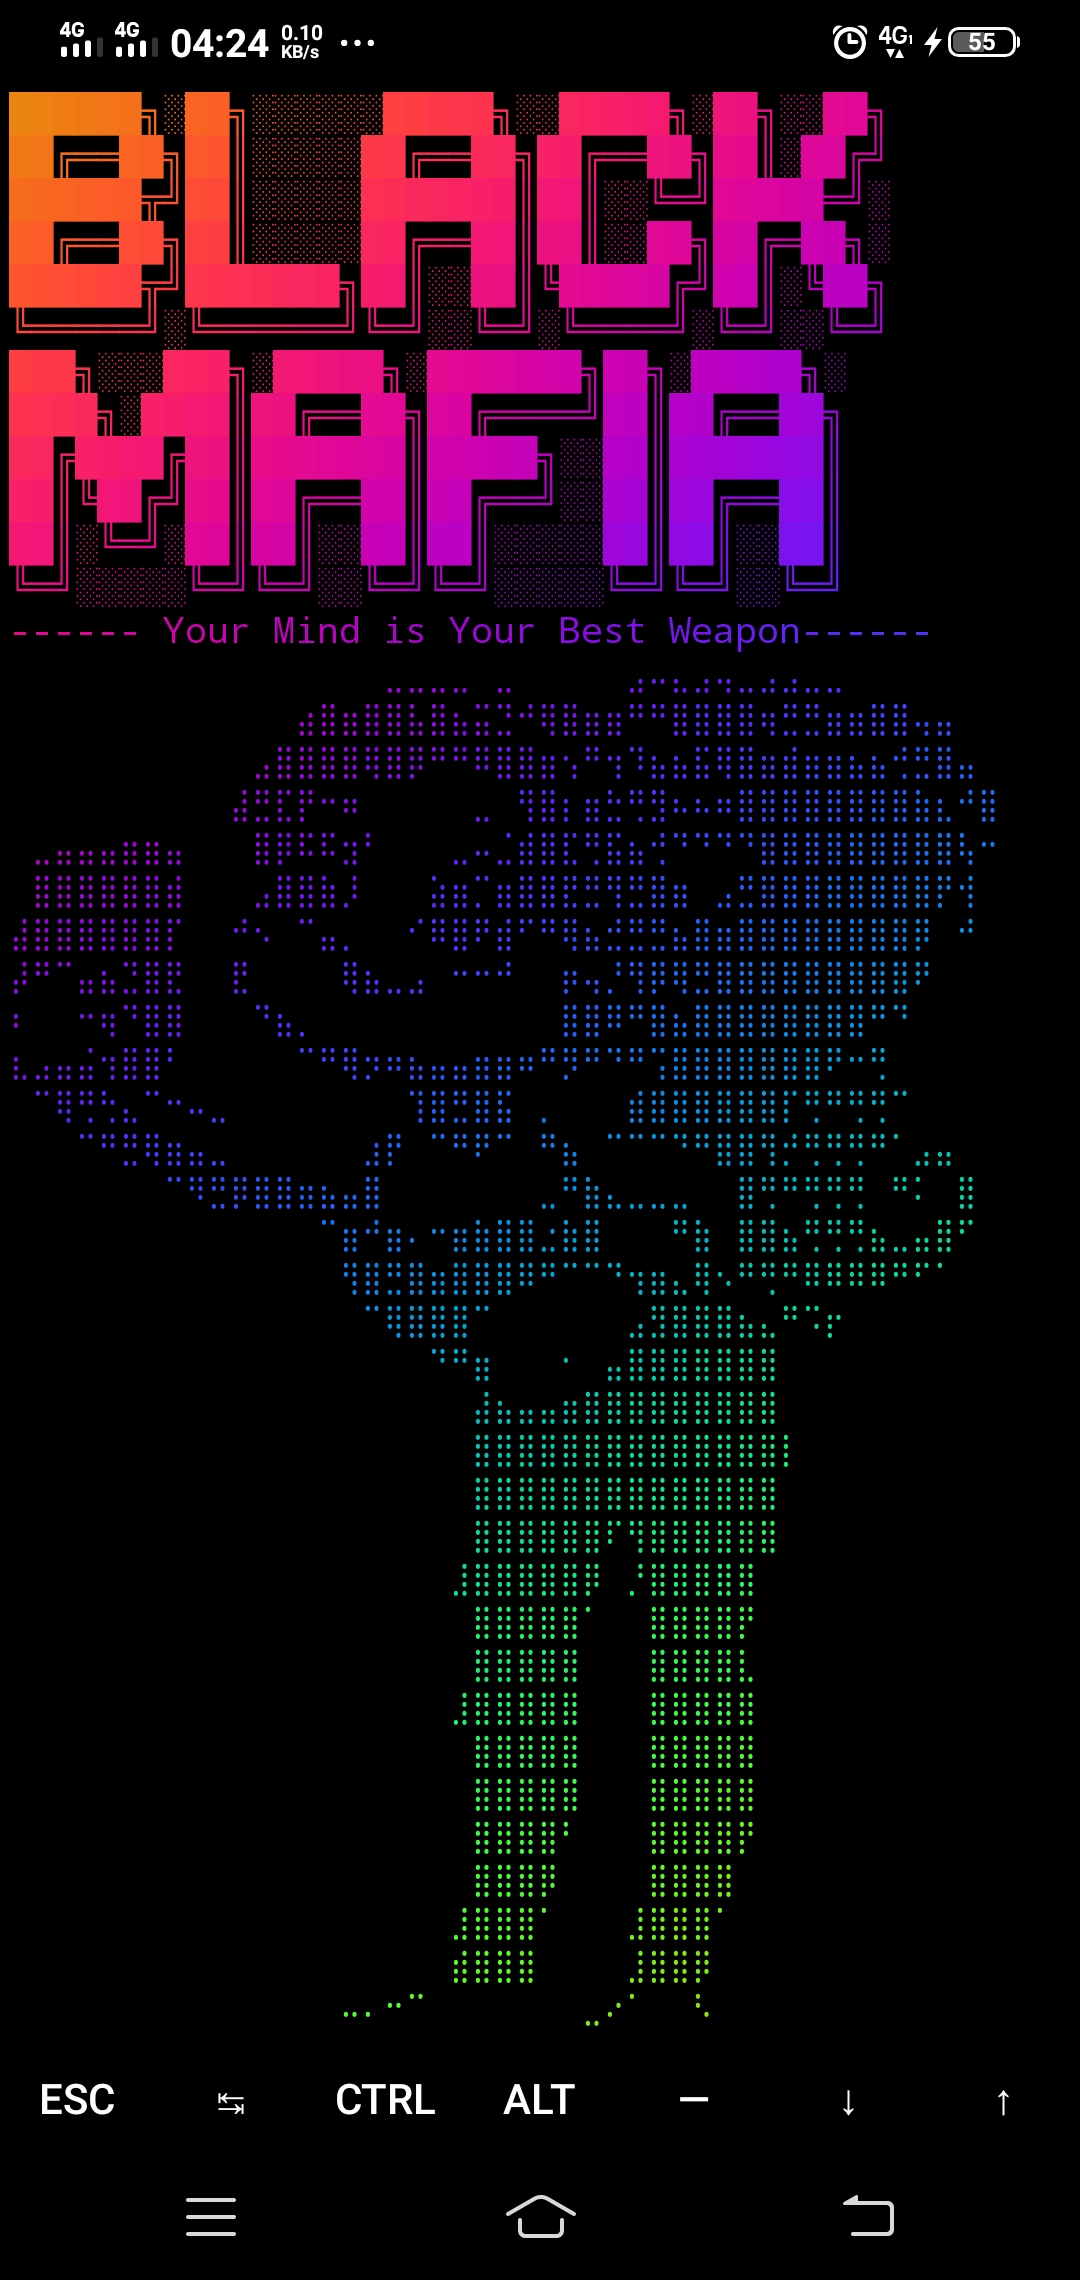 4G 4G 04:24 0.10 KB/s ... 4G1 55
BLACK
MAFIA
------ Your Mind is Your Best Weapon------
ESC ↹ CTRL ALT — ↓ ↑